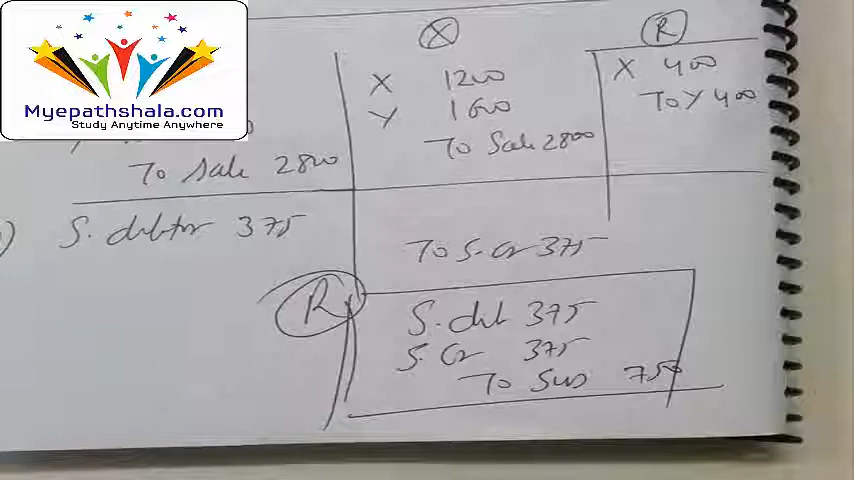 Myepathshala.com
Study Anytime Anywhere
To Sale 2800
X
X 1200
Y 1600
To Sale 2800
R
X 400
To Y 400
S. debtor 375
To S. Cr 375
R
S. debt 375
S. Cr 375
To Sus 750